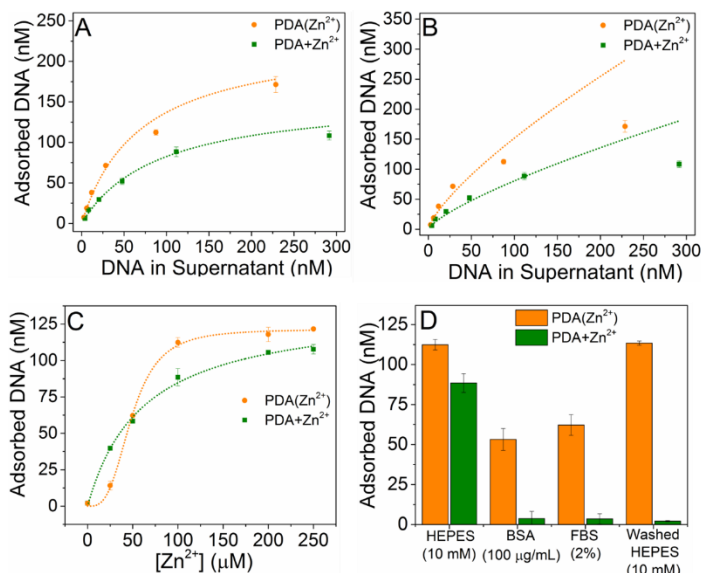 A
PDA(Zn²⁺)
PDA+Zn²⁺
Adsorbed DNA (nM)
250
200
150
100
50
0
0 50 100 150 200 250 300
DNA in Supernatant (nM)
B
PDA(Zn²⁺)
PDA+Zn²⁺
Adsorbed DNA (nM)
350
300
250
200
150
100
50
0
0 50 100 150 200 250 300
DNA in Supernatant (nM)
C
PDA(Zn²⁺)
PDA+Zn²⁺
Adsorbed DNA (nM)
125
100
75
50
25
0
0 50 100 150 200 250
[Zn²⁺] (μM)
D
PDA(Zn²⁺)
PDA+Zn²⁺
Adsorbed DNA (nM)
125
100
75
50
25
0
HEPES BSA FBS Washed
(10 mM) (100 μg/mL) (2%) HEPES
(10 mM)